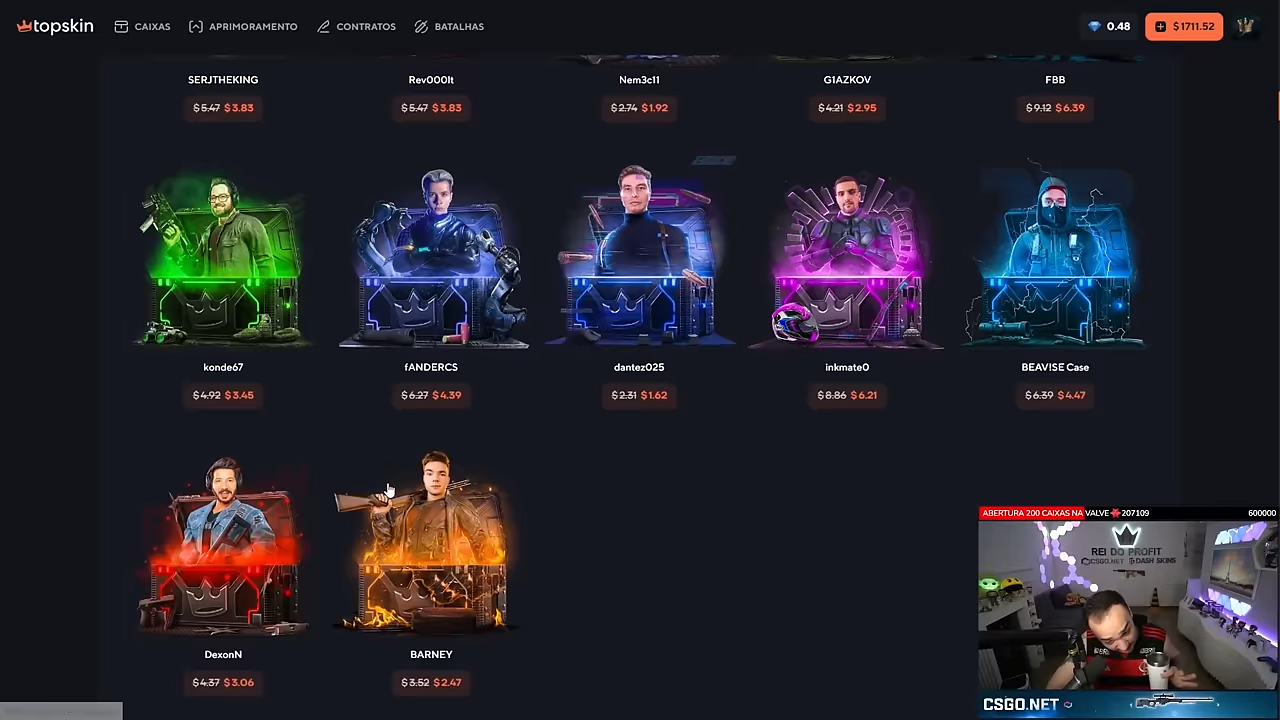 topskin CAIXAS APRIMORAMENTO CONTRATOS BATALHAS 0.48 $ 1711.52
SERJTHEKING Rev000lt Nem3c11 G1AZKOV FBB
$ 5.47 $ 3.83 $ 5.47 $ 3.83 $ 2.74 $ 1.92 $ 4.21 $ 2.95 $ 9.12 $ 6.39
konde67 fANDERCS dantez025 inkmate0 BEAVISE Case
$ 4.92 $ 3.45 $ 6.27 $ 4.39 $ 2.31 $ 1.62 $ 8.86 $ 6.21 $ 6.39 $ 4.47
DexonN BARNEY
$ 4.37 $ 3.06 $ 3.52 $ 2.47
ABERTURA 200 CAIXAS NA VALVE 207109 600000
REI DO PROFIT
CSGO.NET DASH SKINS
CSGO.NET